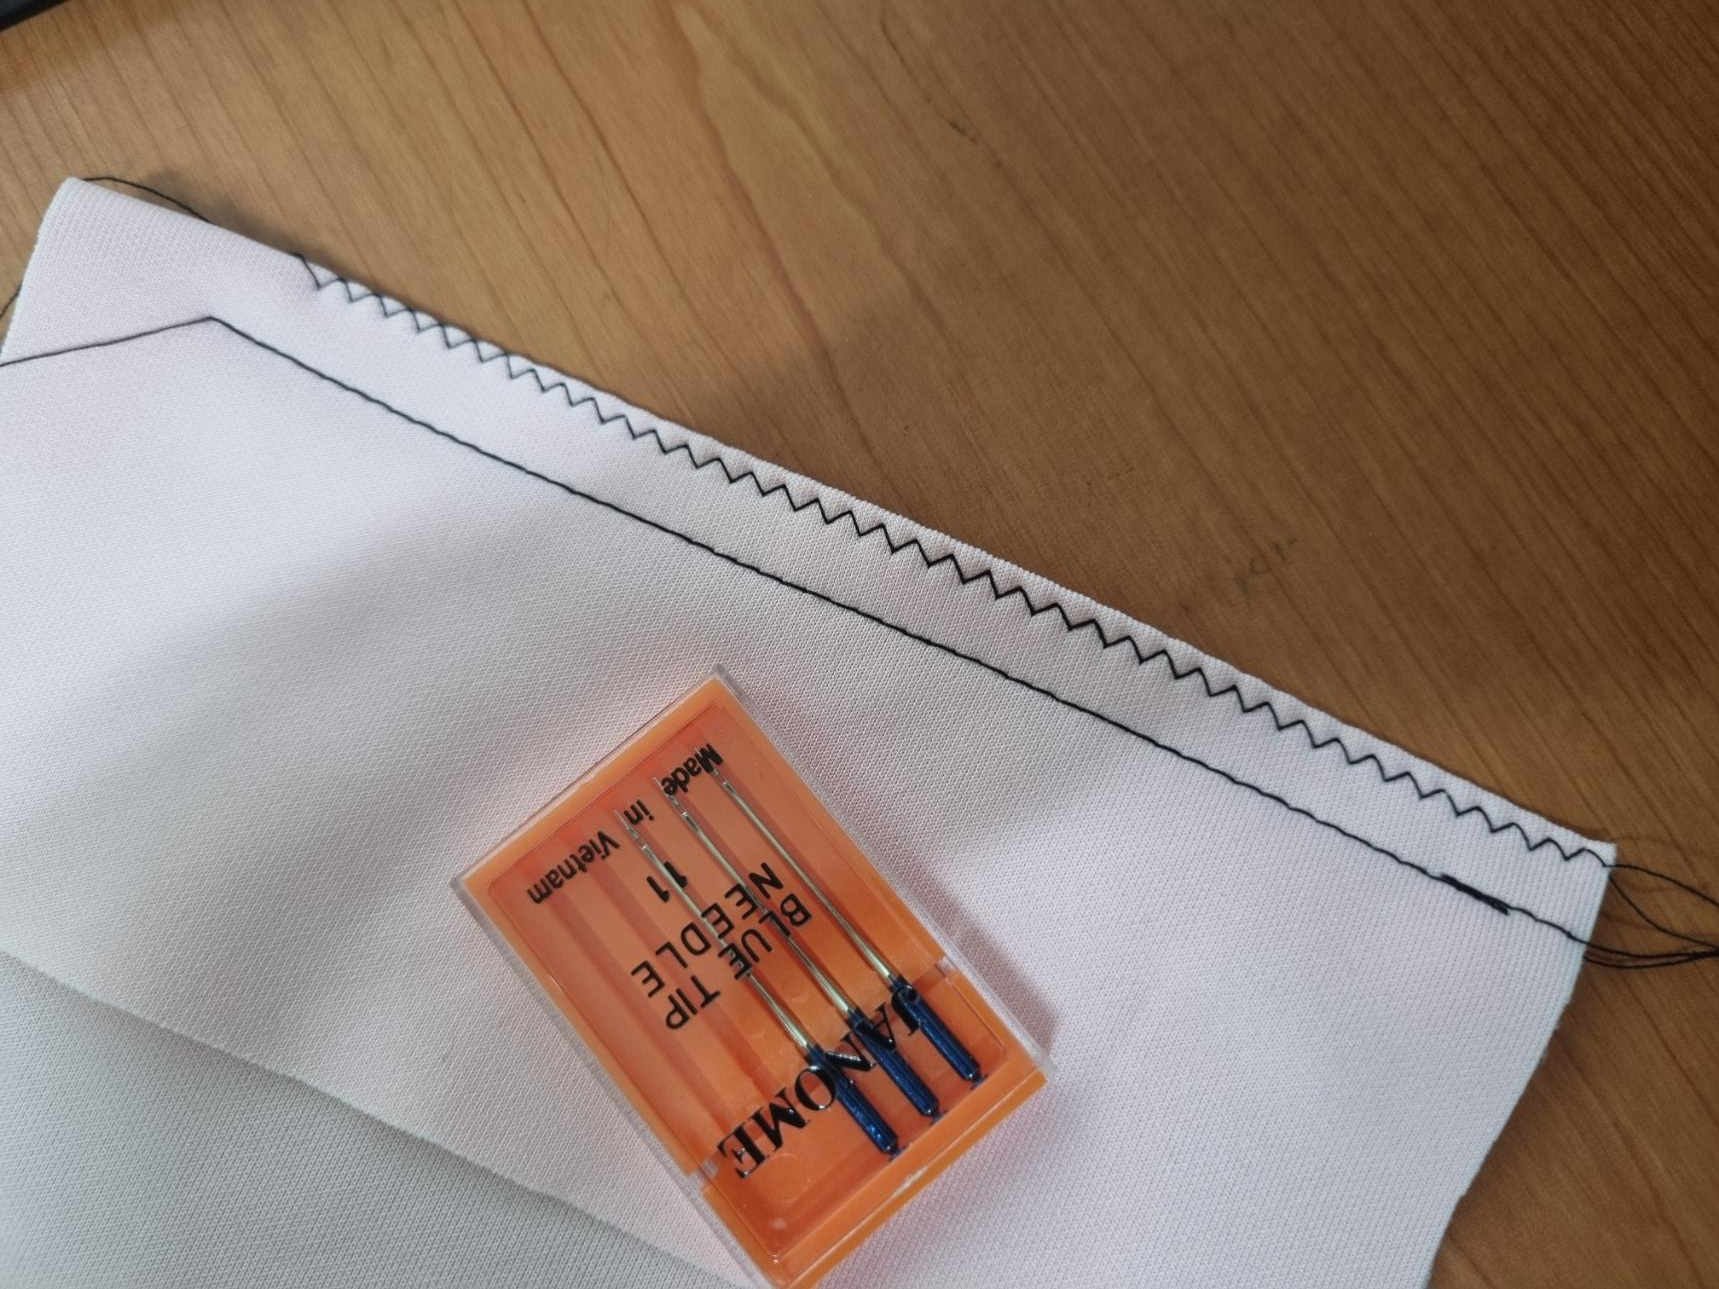 JANOME
BLUE TIP
NEEDLE
11
Made in Vietnam